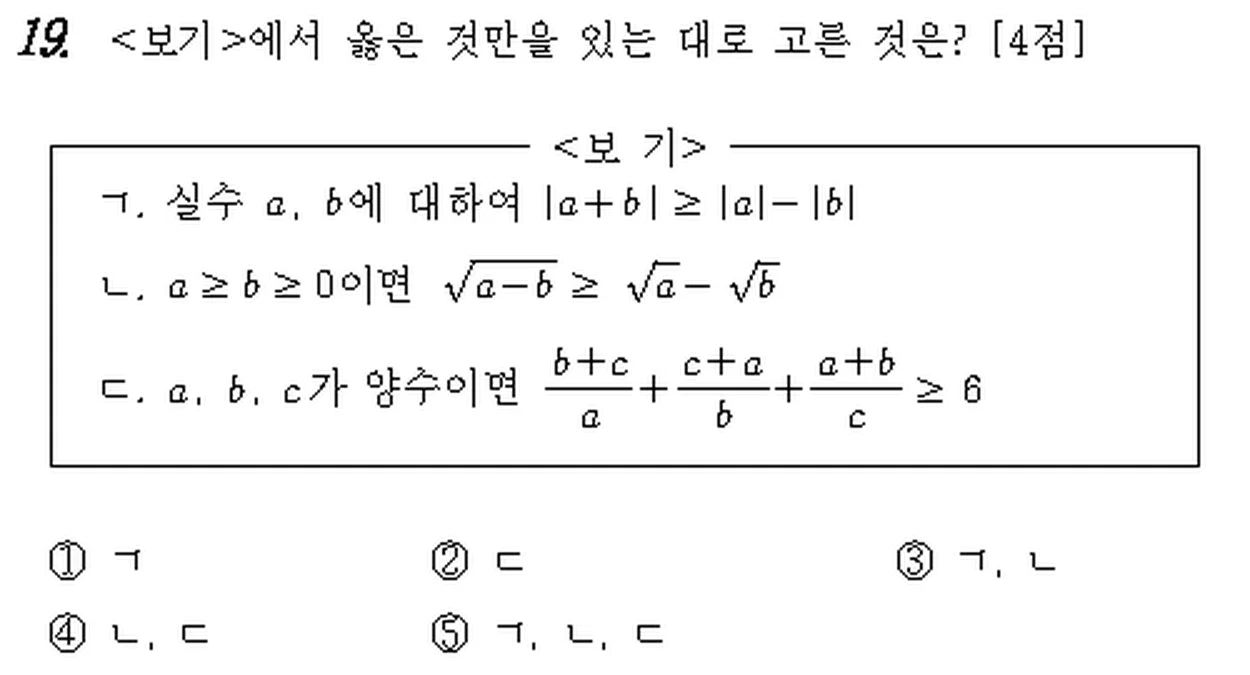 19. <보기>에서 옳은 것만을 있는 대로 고른 것은? [4점]
<보 기>
ㄱ. 실수 a, b에 대하여 |a+b| ≥ |a|-|b|
ㄴ. a ≥ b ≥ 0이면 √(a-b) ≥ √a - √b
ㄷ. a, b, c가 양수이면 (b+c)/a + (c+a)/b + (a+b)/c ≥ 6
① ㄱ ② ㄷ ③ ㄱ, ㄴ
④ ㄴ, ㄷ ⑤ ㄱ, ㄴ, ㄷ